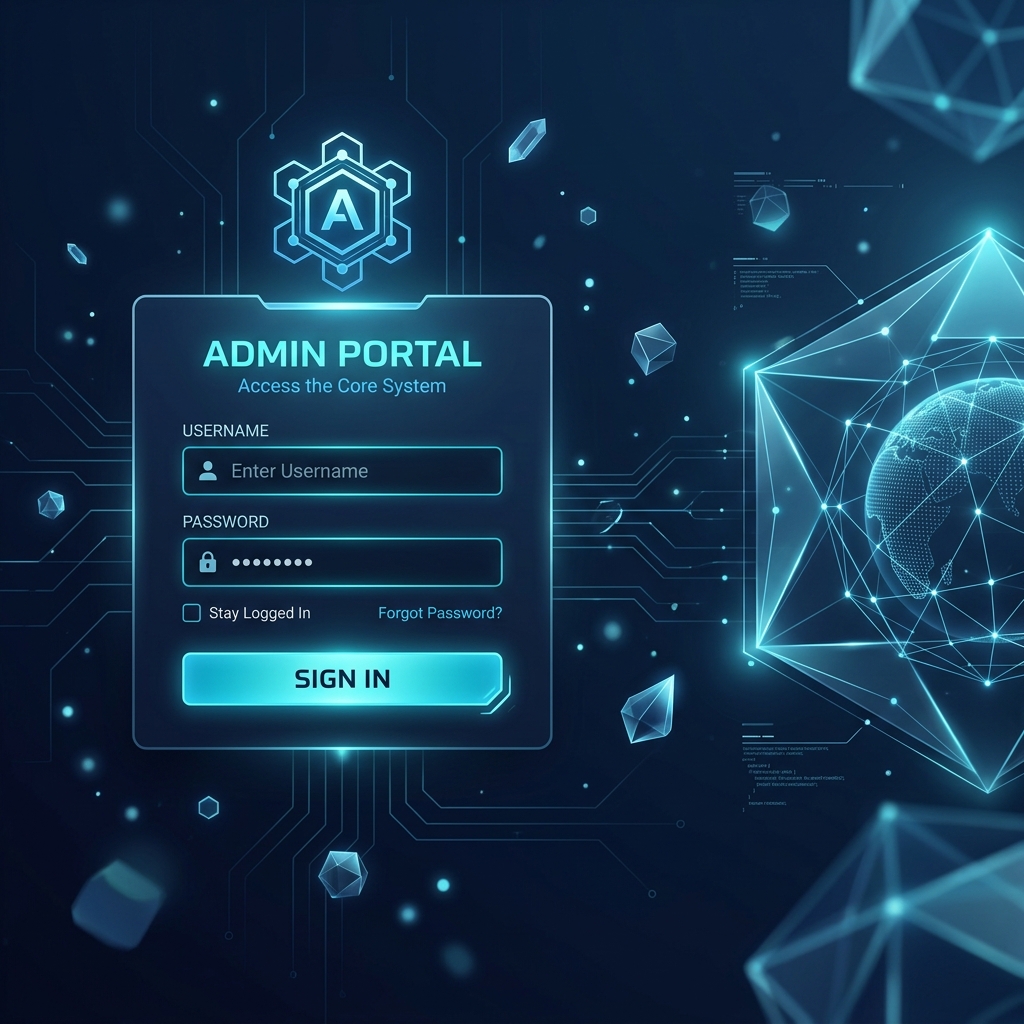 A
ADMIN PORTAL
Access the Core System
USERNAME
Enter Username
PASSWORD
••••••••
Stay Logged In
Forgot Password?
SIGN IN